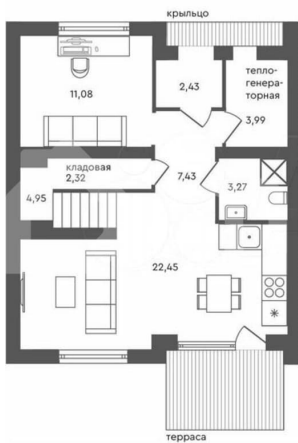 крыльцо
11,08
2,43
тепло-
генера-
торная
3,99
кладовая
2,32
7,43
3,27
4,95
22,45
терраса